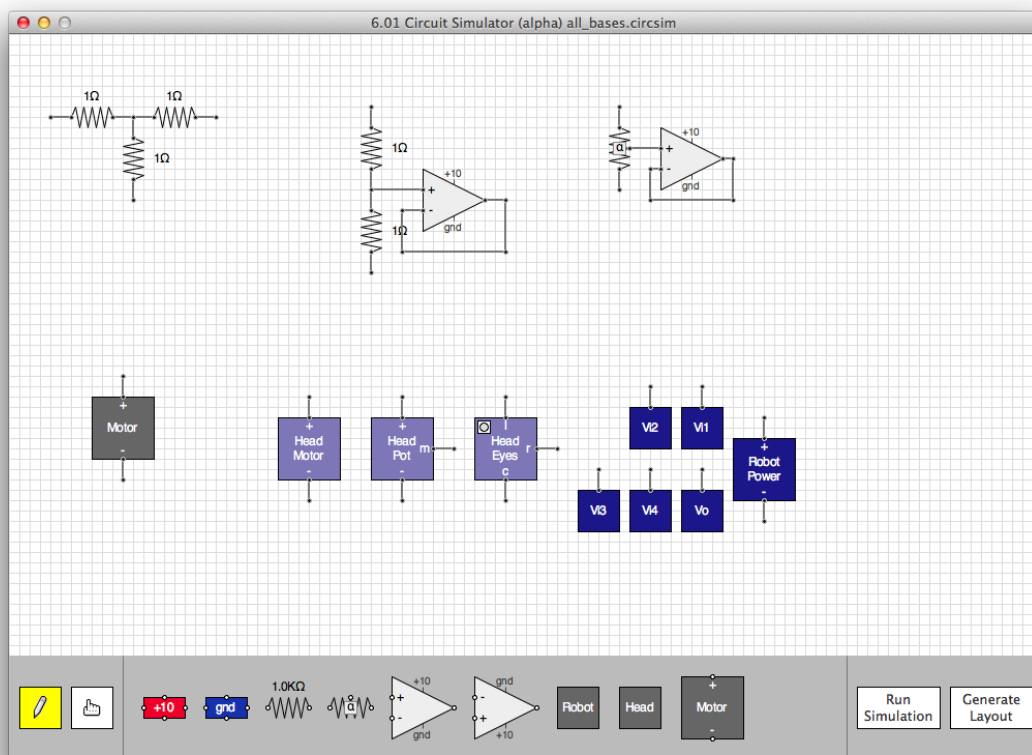 6.01 Circuit Simulator (alpha) all_bases.circsim
1Ω
1Ω
1Ω
1Ω
+10
+
-
1Ω
gnd
α
+10
+
-
gnd
+
Motor
-
+
Head
Motor
-
+
Head
Pot
m
-
l
Head
Eyes
r
c
Vi2
Vi1
+
Robot
Power
-
Vi3
Vi4
Vo
+10
gnd
1.0KΩ
α
+10
+
-
gnd
gnd
-
+
+10
Robot
Head
+
Motor
-
Run
Simulation
Generate
Layout